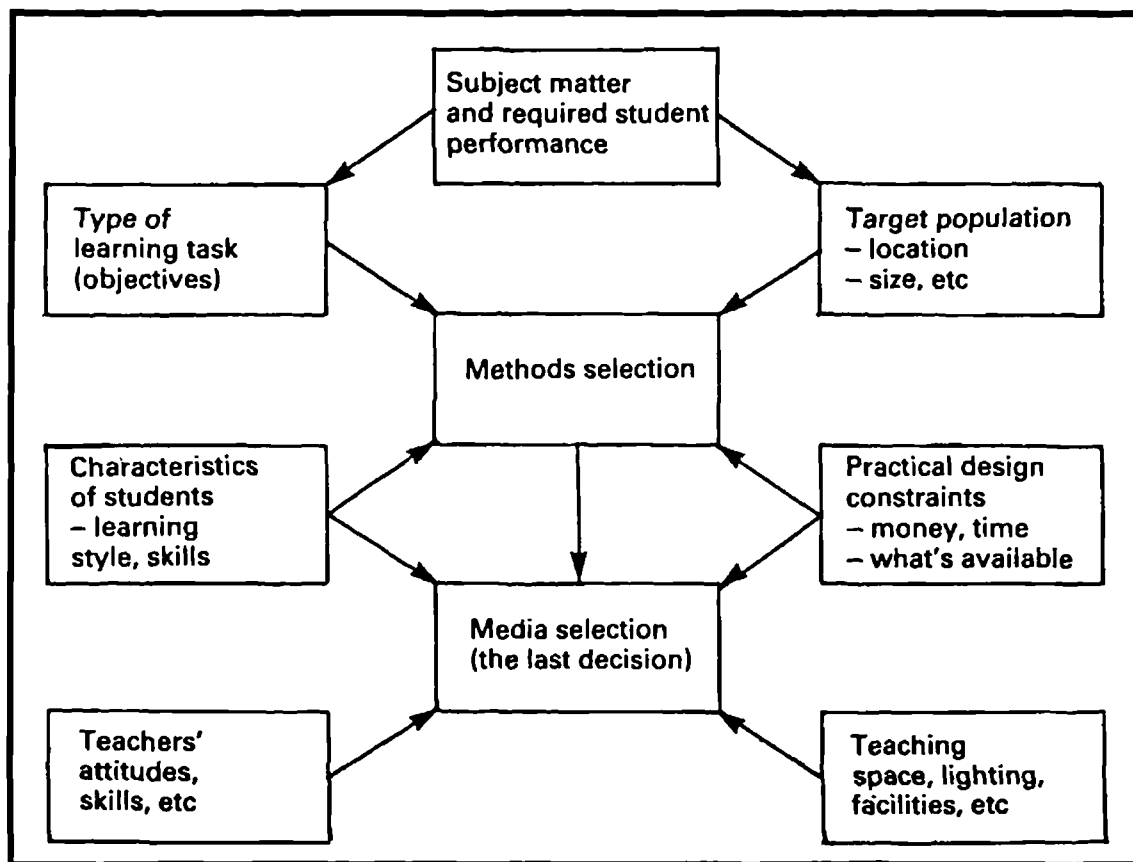 Subject matter
and required student
performance
Type of
learning task
(objectives)
Target population
– location
– size, etc
Methods selection
Characteristics
of students
– learning
style, skills
Practical design
constraints
– money, time
– what's available
Media selection
(the last decision)
Teachers'
attitudes,
skills, etc
Teaching
space, lighting,
facilities, etc